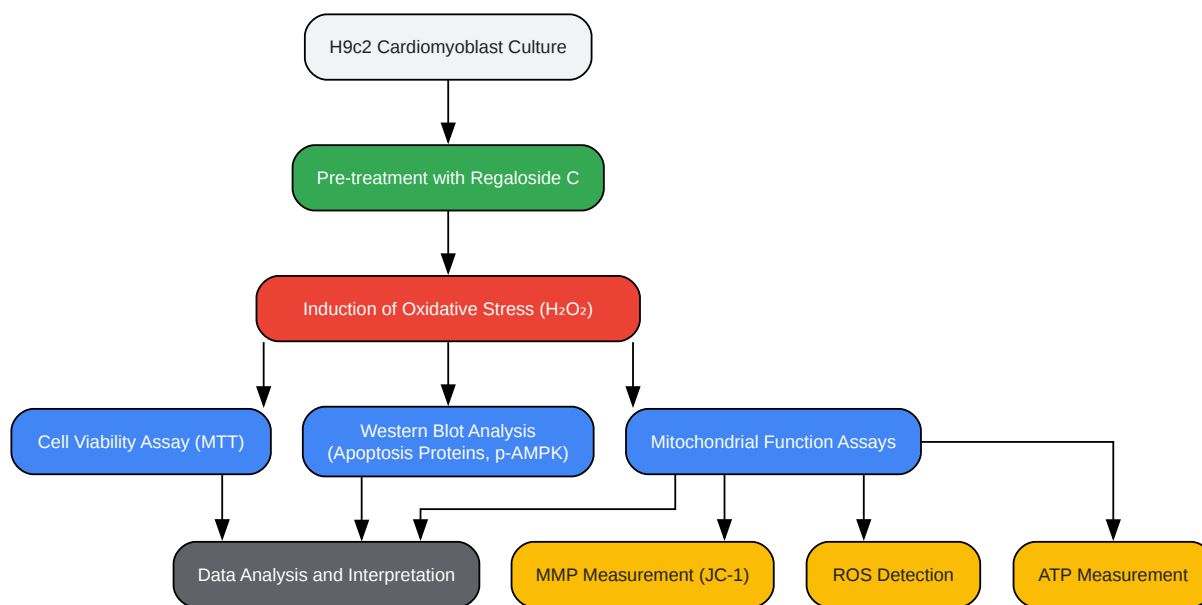 H9c2 Cardiomyoblast Culture
Pre-treatment with Regaloside C
Induction of Oxidative Stress (H₂O₂)
Cell Viability Assay (MTT)
Western Blot Analysis
(Apoptosis Proteins, p-AMPK)
Mitochondrial Function Assays
Data Analysis and Interpretation
MMP Measurement (JC-1)
ROS Detection
ATP Measurement